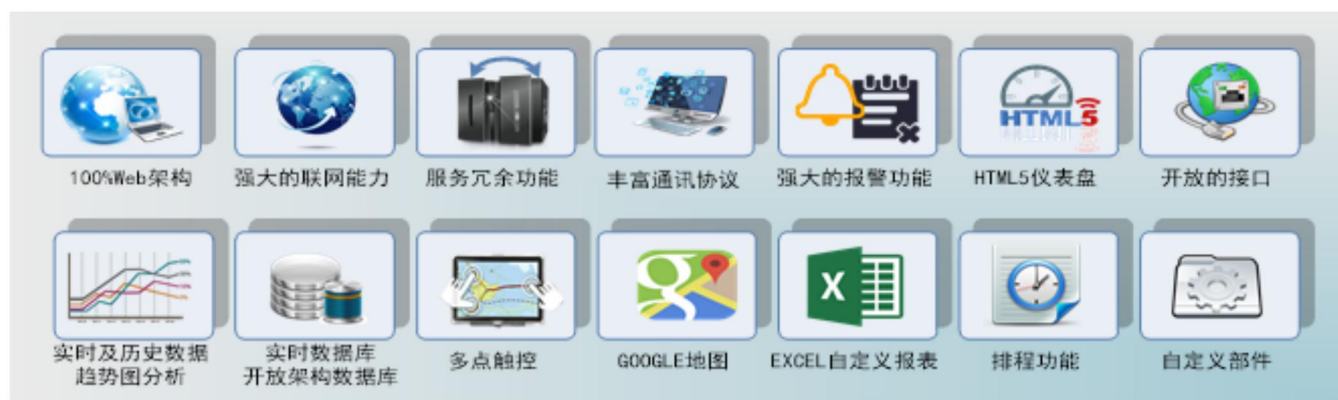 HTML5
100%Web架构
强大的联网能力
服务冗余功能
丰富通讯协议
强大的报警功能
HTML5仪表盘
开放的接口
X
实时及历史数据
趋势图分析
实时数据库
开放架构数据库
多点触控
GOOGLE地图
EXCEL自定义报表
排程功能
自定义部件